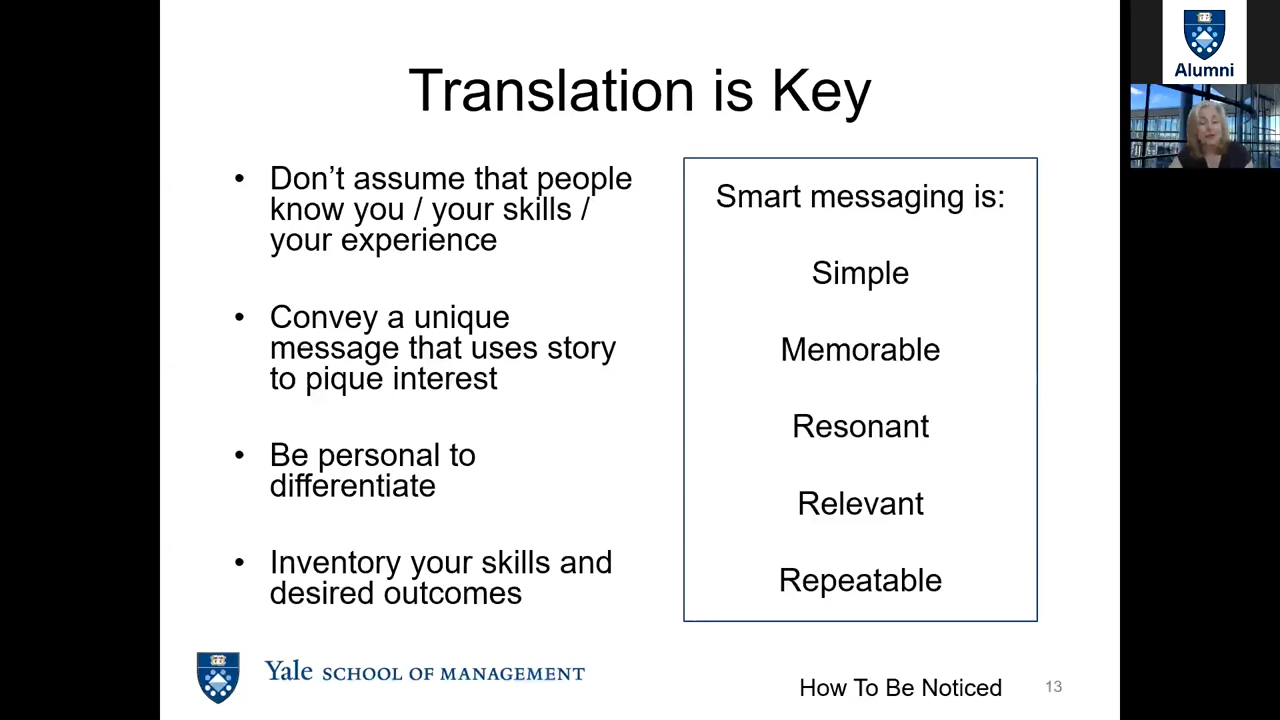 Translation is Key
• Don’t assume that people
know you / your skills /
your experience
• Convey a unique
message that uses story
to pique interest
• Be personal to
differentiate
• Inventory your skills and
desired outcomes
Smart messaging is:
Simple
Memorable
Resonant
Relevant
Repeatable
Yale SCHOOL OF MANAGEMENT
How To Be Noticed
13
Alumni